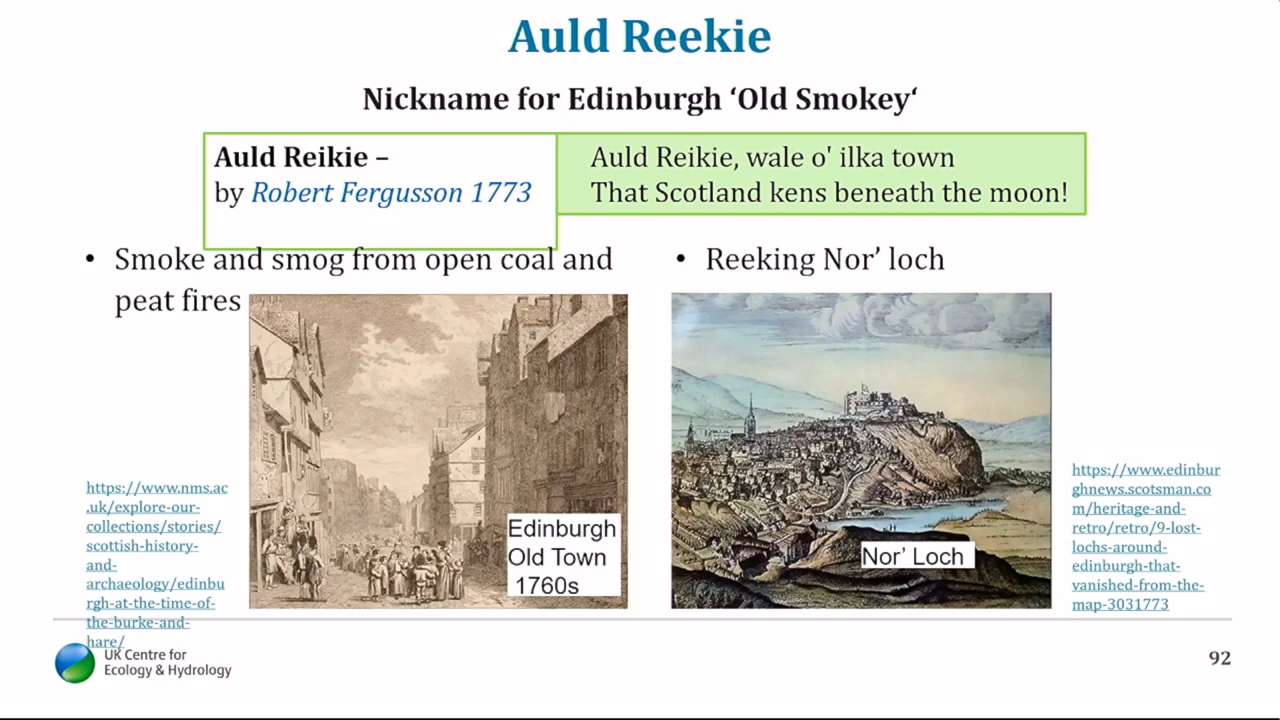 Auld Reekie
Nickname for Edinburgh ‘Old Smokey‘
Auld Reikie –
by Robert Fergusson 1773
Auld Reikie, wale o' ilka town
That Scotland kens beneath the moon!
• Smoke and smog from open coal and
peat fires
• Reeking Nor’ loch
https://www.nms.ac
.uk/explore-our-
collections/stories/
scottish-history-
and-
archaeology/edinbu
rgh-at-the-time-of-
the-burke-and-
hare/
Edinburgh
Old Town
1760s
Nor’ Loch
https://www.edinbur
ghnews.scotsman.co
m/heritage-and-
retro/retro/9-lost-
lochs-around-
edinburgh-that-
vanished-from-the-
map-3031773
UK Centre for
Ecology & Hydrology
92